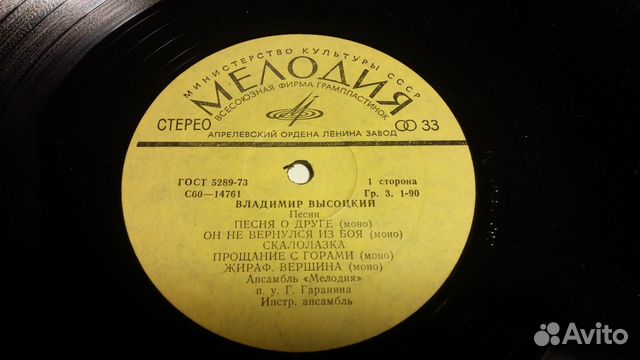 МИНИСТЕРСТВО КУЛЬТУРЫ СССР
МЕЛОДИЯ
ВСЕСОЮЗНАЯ ФИРМА ГРАМПЛАСТИНОК
СТЕРЕО 33
АПРЕЛЕВСКИЙ ОРДЕНА ЛЕНИНА ЗАВОД
ГОСТ 5289-73 1 сторона
С60—14761 Гр. 3. 1-90
ВЛАДИМИР ВЫСОЦКИЙ
Песни
ПЕСНЯ О ДРУГЕ (моно)
ОН НЕ ВЕРНУЛСЯ ИЗ БОЯ (моно)
СКАЛОЛАЗКА
ПРОЩАНИЕ С ГОРАМИ (моно)
ЖИРАФ. ВЕРШИНА (моно)
Ансамбль «Мелодия»
п. у. Г. Гараняна
Инстр. ансамбль
Avito